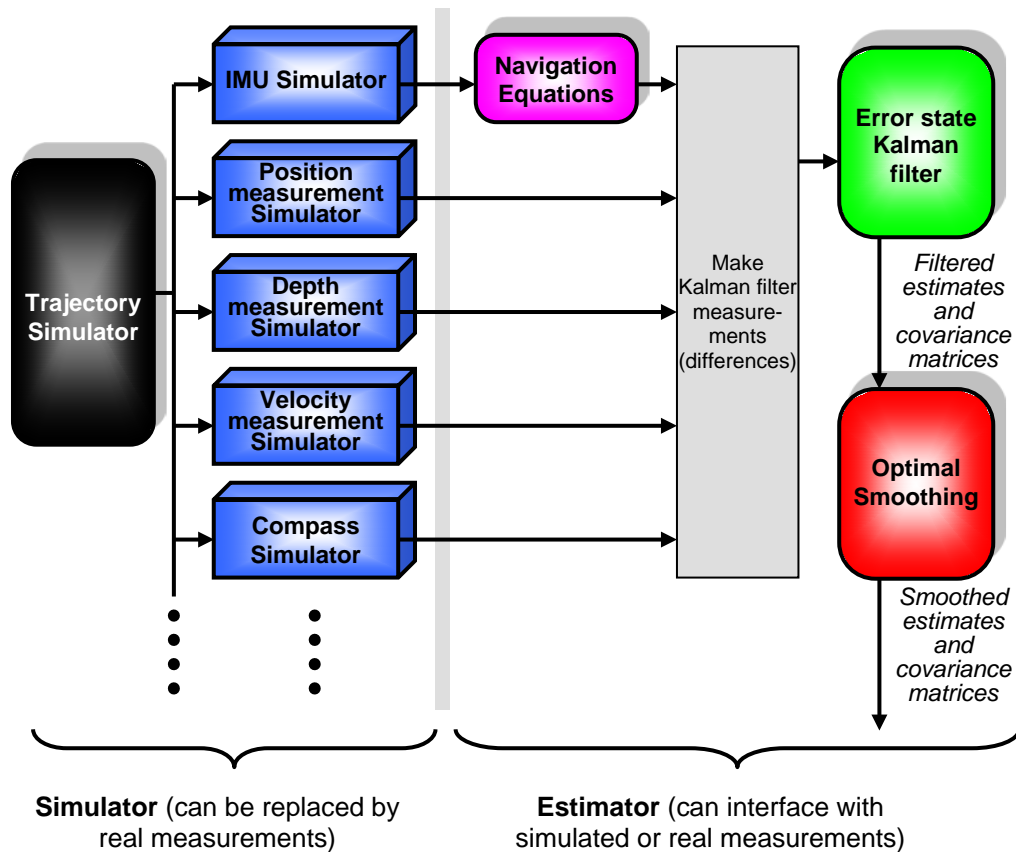 Trajectory
Simulator
IMU Simulator
Position
measurement
Simulator
Depth
measurement
Simulator
Velocity
measurement
Simulator
Compass
Simulator
Navigation
Equations
Make
Kalman filter
measure-
ments
(differences)
Error state
Kalman
filter
Filtered
estimates
and
covariance
matrices
Optimal
Smoothing
Smoothed
estimates
and
covariance
matrices
Simulator (can be replaced by
real measurements)
Estimator (can interface with
simulated or real measurements)